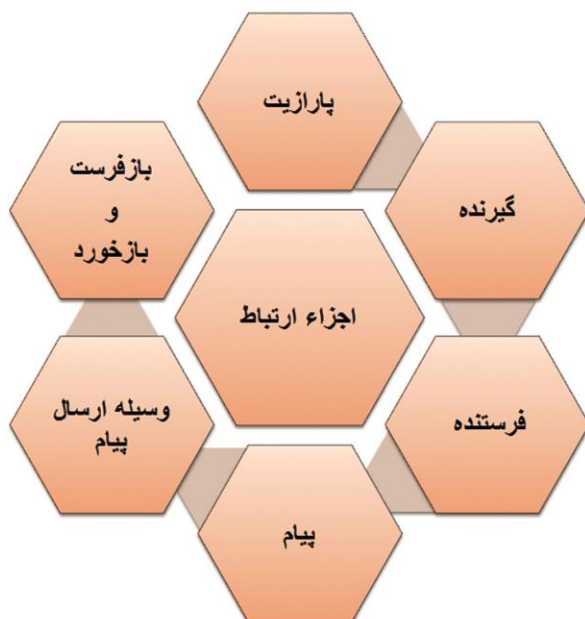 پارازیت
گیرنده
بازفرست
و
بازخورد
اجزاء ارتباط
وسیله ارسال
پیام
فرستنده
پیام